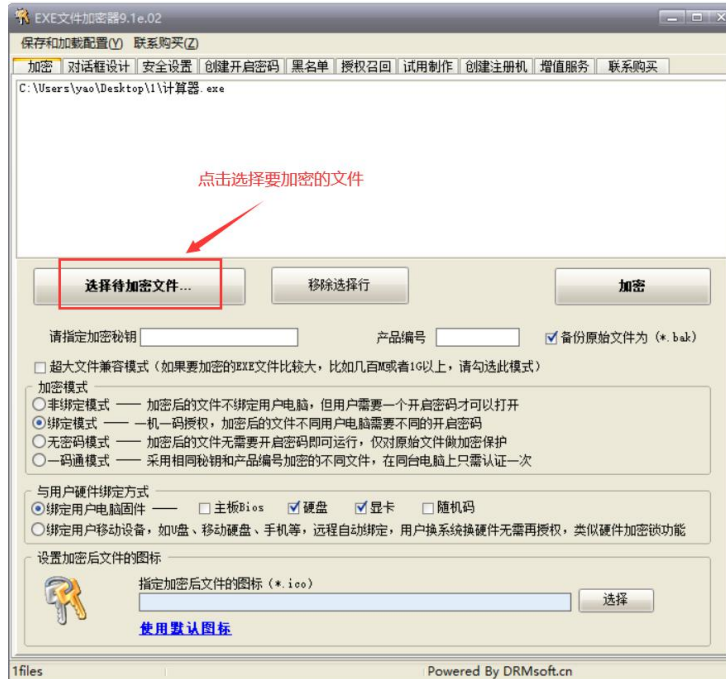 EXE文件加密器9.1e.02
保存和加载配置(Y) 联系购买(Z)
加密 对话框设计 安全设置 创建开启密码 黑名单 授权召回 试用制作 创建注册机 增值服务 联系购买
C:\Users\yao\Desktop\1\计算器.exe
点击选择要加密的文件
选择待加密文件... 移除选择行 加密
请指定加密秘钥 产品编号 备份原始文件为 (*.bak)
超大文件兼容模式(如果要加密的EXE文件比较大,比如几百M或者1G以上,请勾选此模式)
加密模式
非绑定模式 —— 加密后的文件不绑定用户电脑,但用户需要一个开启密码才可以打开
绑定模式 —— 一机一码授权,加密后的文件不同用户电脑需要不同的开启密码
无密码模式 —— 加密后的文件无需要开启密码即可运行,仅对原始文件做加密保护
一码通模式 —— 采用相同秘钥和产品编号加密的不同文件,在同台电脑上只需认证一次
与用户硬件绑定方式
绑定用户电脑固件 —— 主板Bios 硬盘 显卡 随机码
绑定用户移动设备,如U盘、移动硬盘、手机等,远程自动绑定,用户换系统换硬件无需再授权,类似硬件加密锁功能
设置加密后文件的图标
指定加密后文件的图标(*.ico)
选择
使用默认图标
1files Powered By DRMsoft.cn